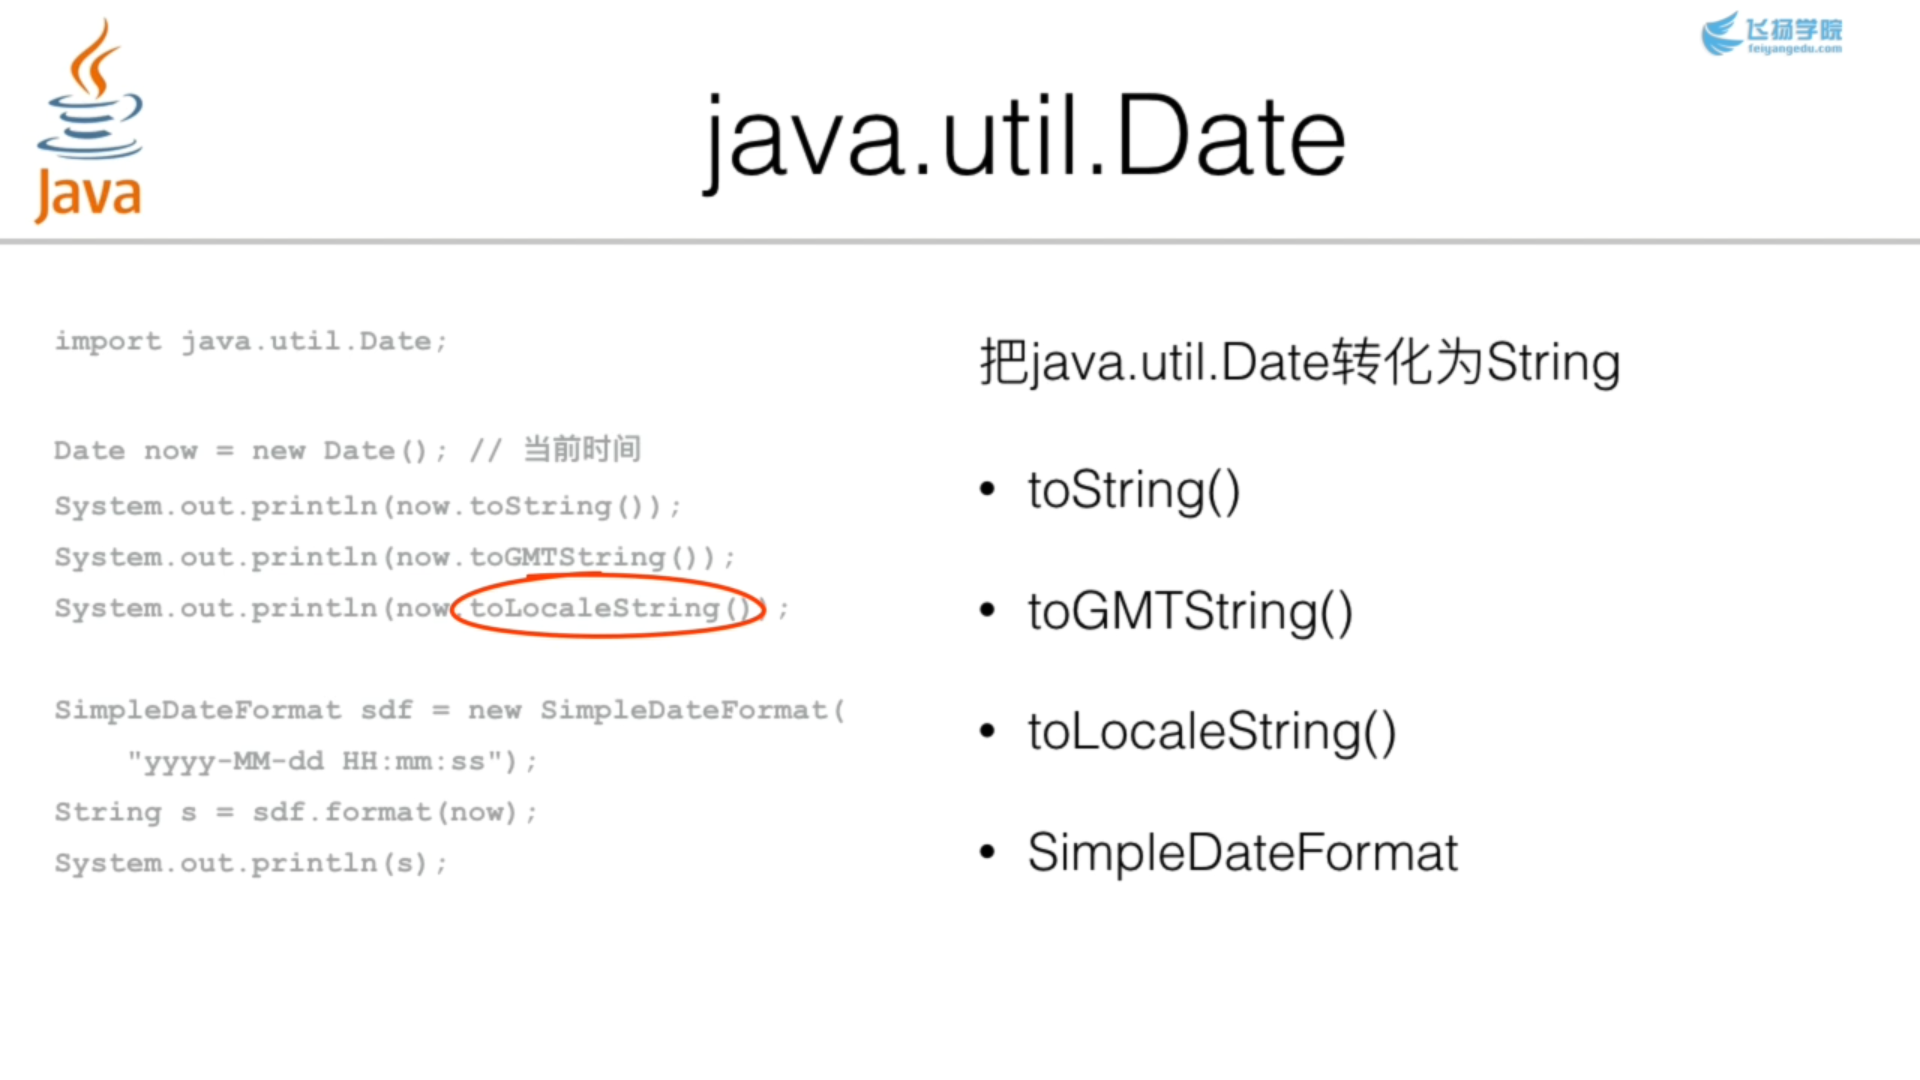 Java
飞扬学院
feiyangedu.com
java.util.Date
import java.util.Date;
Date now = new Date(); // 当前时间
System.out.println(now.toString());
System.out.println(now.toGMTString());
System.out.println(now.toLocaleString());
SimpleDateFormat sdf = new SimpleDateFormat(
"yyyy-MM-dd HH:mm:ss");
String s = sdf.format(now);
System.out.println(s);
把java.util.Date转化为String
• toString()
• toGMTString()
• toLocaleString()
• SimpleDateFormat